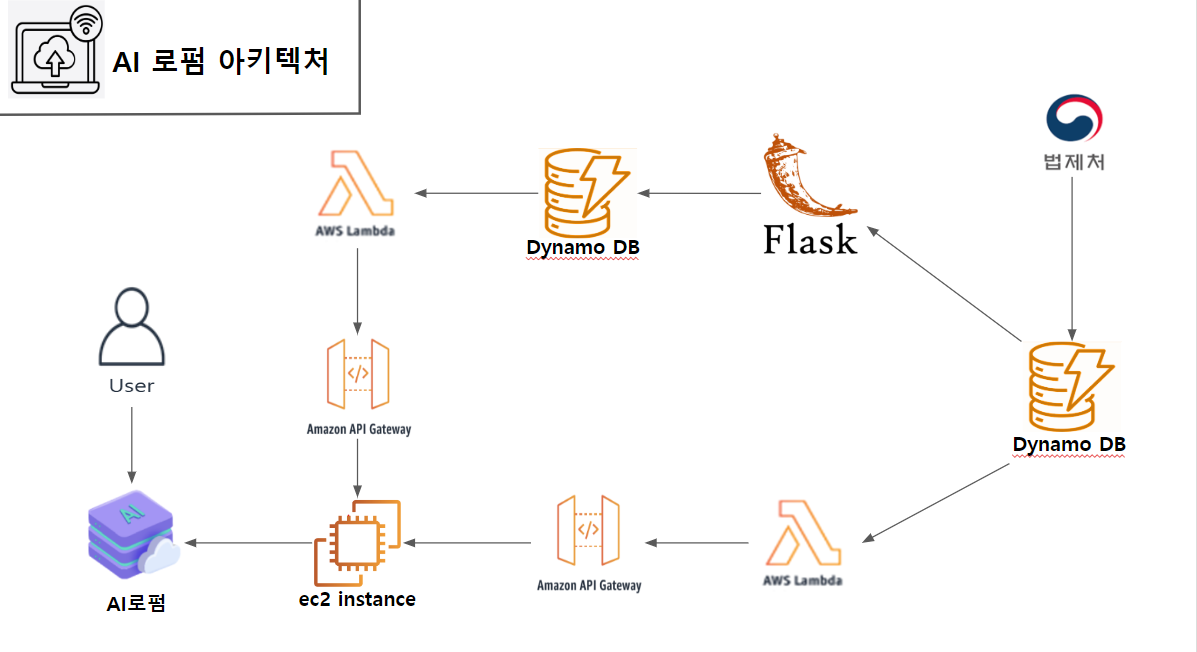 AI 로펌 아키텍처
법제처
AWS Lambda
Dynamo DB
Flask
User
</>
Amazon API Gateway
Dynamo DB
AI
AI로펌
ec2 instance
</>
Amazon API Gateway
AWS Lambda